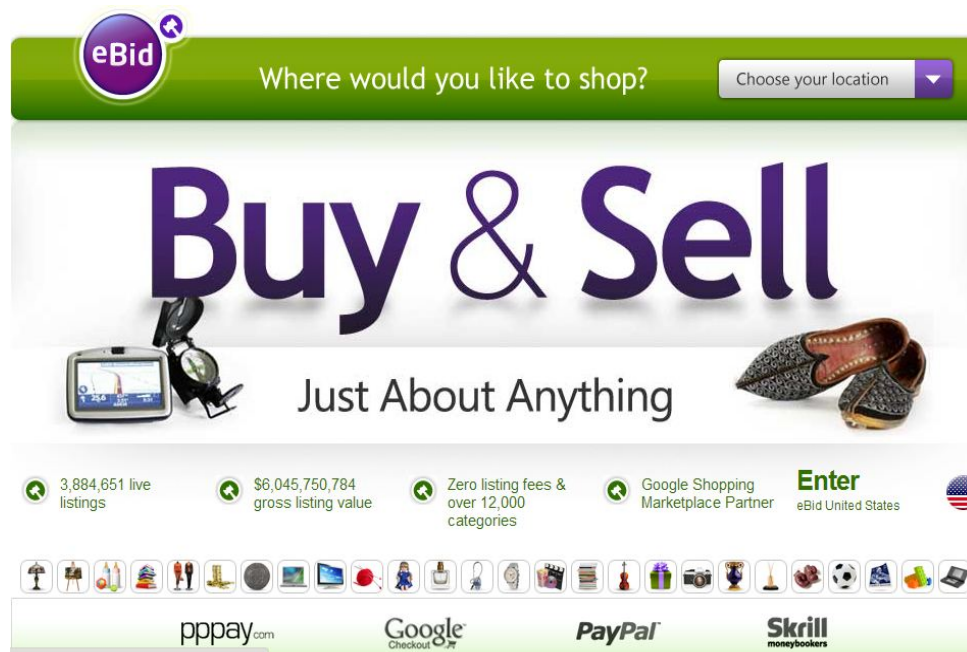 eBid
Where would you like to shop?
Choose your location
Buy & Sell
Just About Anything
3,884,651 live
listings
$6,045,750,784
gross listing value
Zero listing fees &
over 12,000
categories
Google Shopping
Marketplace Partner
Enter
eBid United States
pppay.com
Google
Checkout
PayPal
Skrill
moneybookers